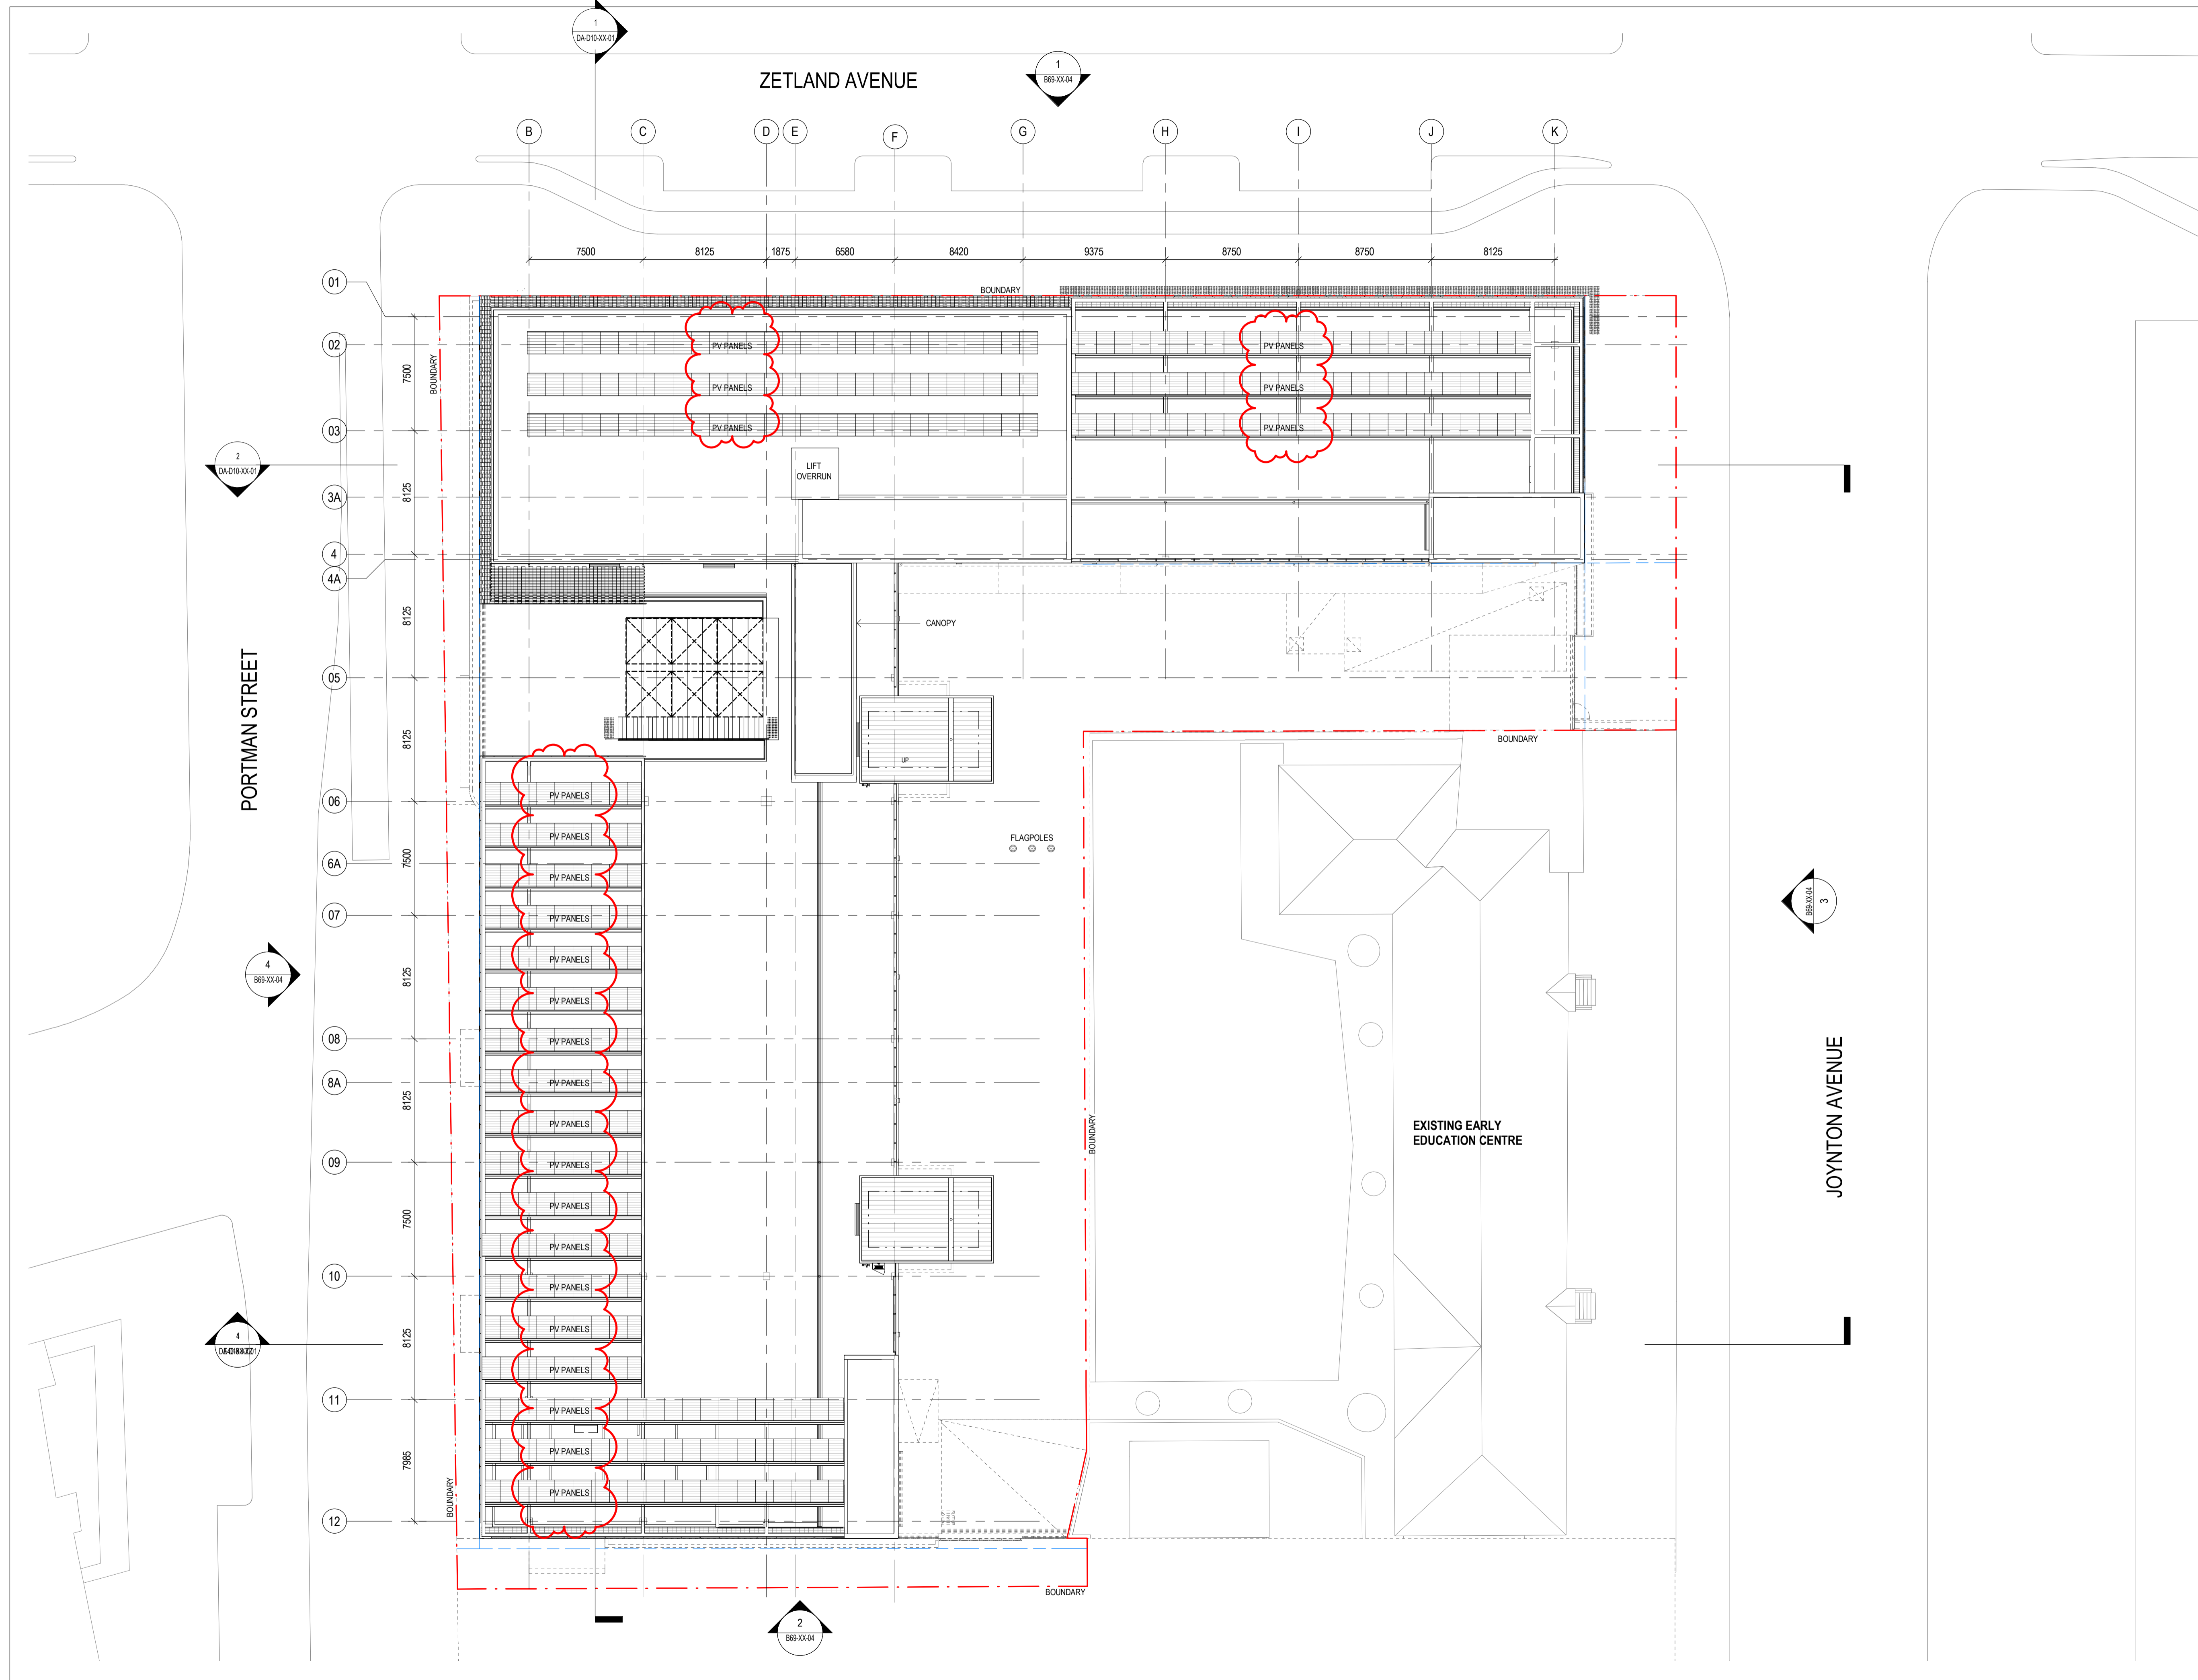 1
DA-D10-XX-01
ZETLAND AVENUE
1
B69-XX-04
B
C
D
E
F
G
H
I
J
K
7500
8125
1875
6580
8420
9375
8750
8750
8125
01
BOUNDARY
02
PV PANELS
PV PANELS
7500
BOUNDARY
PV PANELS
PV PANELS
03
PV PANELS
PV PANELS
2
DA-D10-XX-01
LIFT
OVERRUN
3A
8125
4
4A
8125
CANOPY
PORTMAN STREET
05
8125
BOUNDARY
UP
06
PV PANELS
PV PANELS
FLAGPOLES
7500
6A
PV PANELS
07
PV PANELS
3
B69-XX-04
4
B69-XX-04
8125
PV PANELS
PV PANELS
08
PV PANELS
8A
PV PANELS
8125
PV PANELS
BOUNDARY
EXISTING EARLY
EDUCATION CENTRE
JOYNTON AVENUE
09
PV PANELS
7500
PV PANELS
PV PANELS
10
PV PANELS
8125
PV PANELS
4
PV PANELS
11
PV PANELS
7985
PV PANELS
BOUNDARY
PV PANELS
12
BOUNDARY
2
B69-XX-04